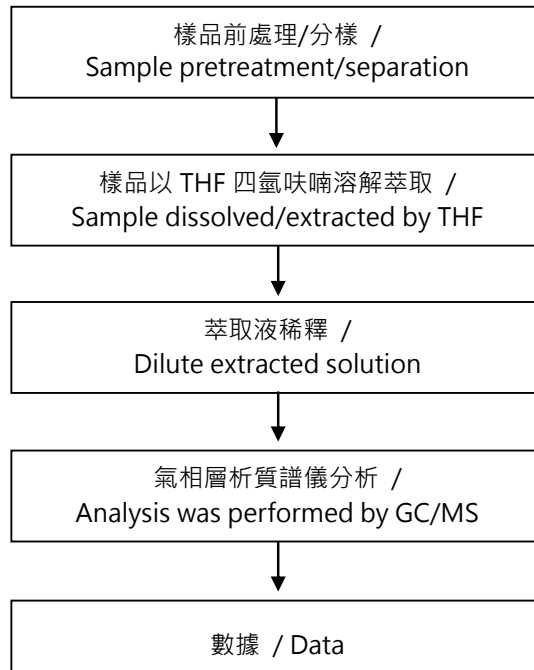 樣品前處理/分樣 /
Sample pretreatment/separation
樣品以 THF 四氫呋喃溶解萃取 /
Sample dissolved/extracted by THF
萃取液稀釋 /
Dilute extracted solution
氣相層析質譜儀分析 /
Analysis was performed by GC/MS
數據 / Data